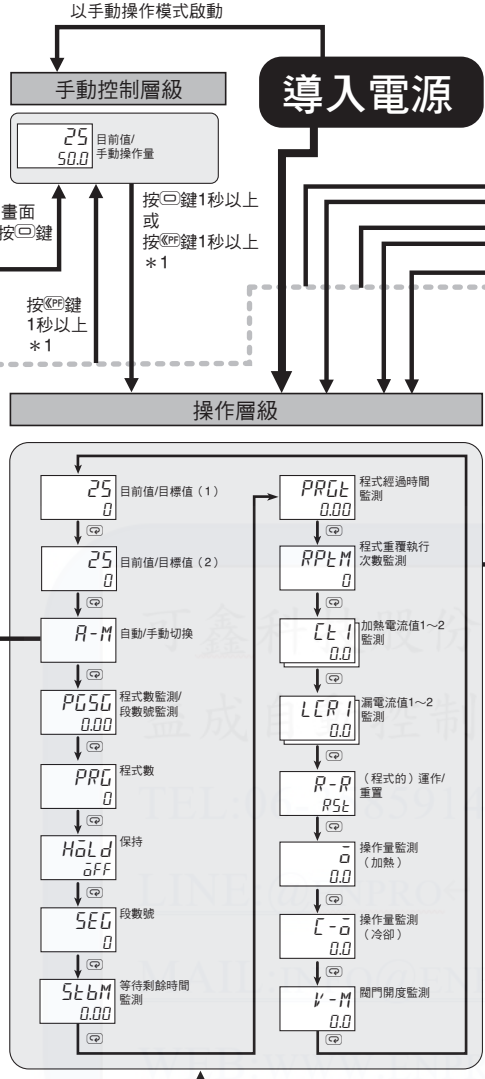 以手動操作模式啟動
手動控制層級
導入電源
25
50.0
目前值/
手動操作量
畫面
按鍵
按鍵1秒以上
或
按PF鍵1秒以上
＊1
按PF鍵
1秒以上
＊1
操作層級
25
0
目前值/目標值（1）
25
0
目前值/目標值（2）
A-M
自動/手動切換
PGSG
0.00
程式數監測/
段數號監測
PRG
0
程式數
HoLd
oFF
保持
SEG
0
段數號
StbM
0.00
等待剩餘時間
監測
PRGt
0.00
程式經過時間
監測
RPtM
0
程式重覆執行
次數監測
Ct1
0.0
加熱電流值1～2
監測
LCR1
0.0
漏電流值1～2
監測
R-R
RSt
（程式的）運作/
重置
o
0.0
操作量監測
（加熱）
C-o
0.0
操作量監測
（冷卻）
V-M
0.0
閥門開度監測